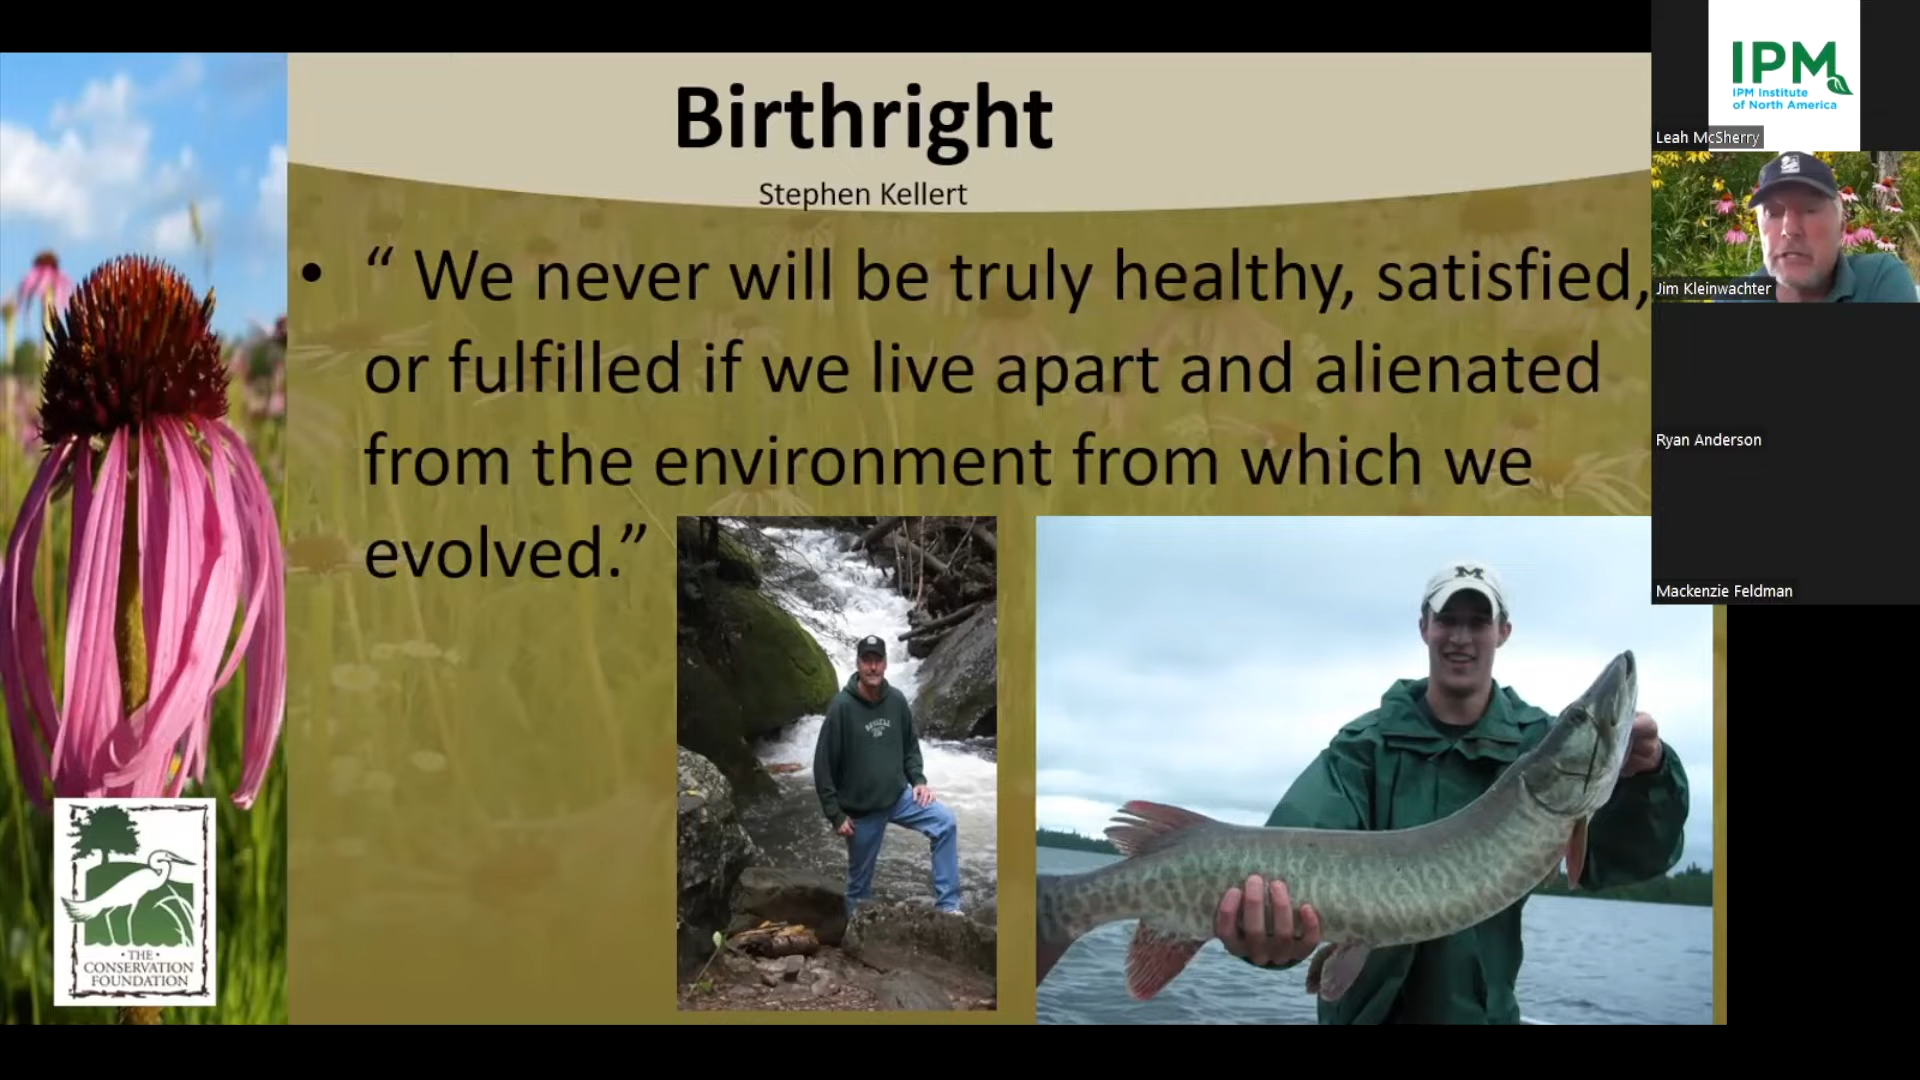 Birthright
Stephen Kellert
• “ We never will be truly healthy, satisfied,
or fulfilled if we live apart and alienated
from the environment from which we
evolved.”
M
• THE •
CONSERVATION
FOUNDATION
IPM
IPM Institute
of North America
Leah McSherry
Jim Kleinwachter
Ryan Anderson
Mackenzie Feldman